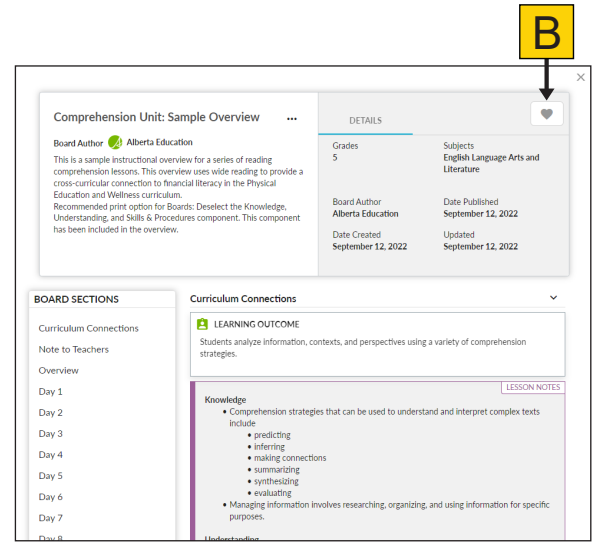 B
Comprehension Unit: Sample Overview
Board Author Alberta Education
This is a sample instructional overview for a series of reading
comprehension lessons. This overview uses wide reading to provide a
cross-curricular connection to financial literacy in the Physical
Education and Wellness curriculum.
Recommended print option for Boards: Deselect the Knowledge,
Understanding, and Skills & Procedures component. This component
has been included in the overview.
DETAILS
Grades
5
Subjects
English Language Arts and
Literature
Board Author
Alberta Education
Date Published
September 12, 2022
Date Created
September 12, 2022
Updated
September 12, 2022
BOARD SECTIONS
Curriculum Connections
Note to Teachers
Overview
Day 1
Day 2
Day 3
Day 4
Day 5
Day 6
Day 7
Day 8
Curriculum Connections
LEARNING OUTCOME
Students analyze information, contexts, and perspectives using a variety of comprehension
strategies.
LESSON NOTES
Knowledge
• Comprehension strategies that can be used to understand and interpret complex texts
include
• predicting
• inferring
• making connections
• summarizing
• synthesizing
• evaluating
• Managing information involves researching, organizing, and using information for specific
purposes.
Understanding